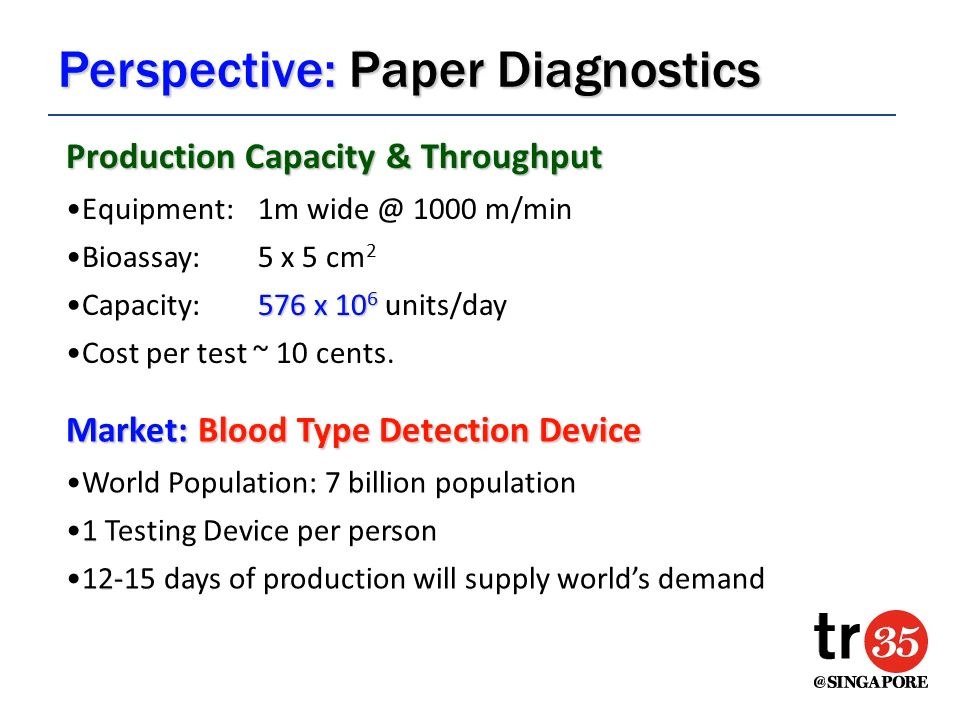 Perspective: Paper Diagnostics
Production Capacity & Throughput
•Equipment: 1m wide @ 1000 m/min
•Bioassay: 5 x 5 cm²
•Capacity: 576 x 10⁶ units/day
•Cost per test ~ 10 cents.
Market: Blood Type Detection Device
•World Population: 7 billion population
•1 Testing Device per person
•12-15 days of production will supply world’s demand
tr 35
@SINGAPORE